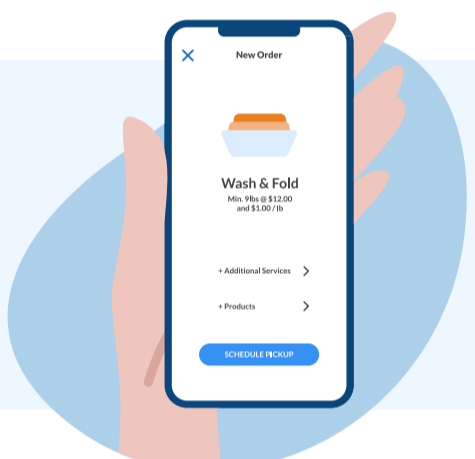 New Order
Wash & Fold
Min. 9lbs @ $12.00
and $1.00 / lb
+ Additional Services
+ Products
SCHEDULE PICKUP